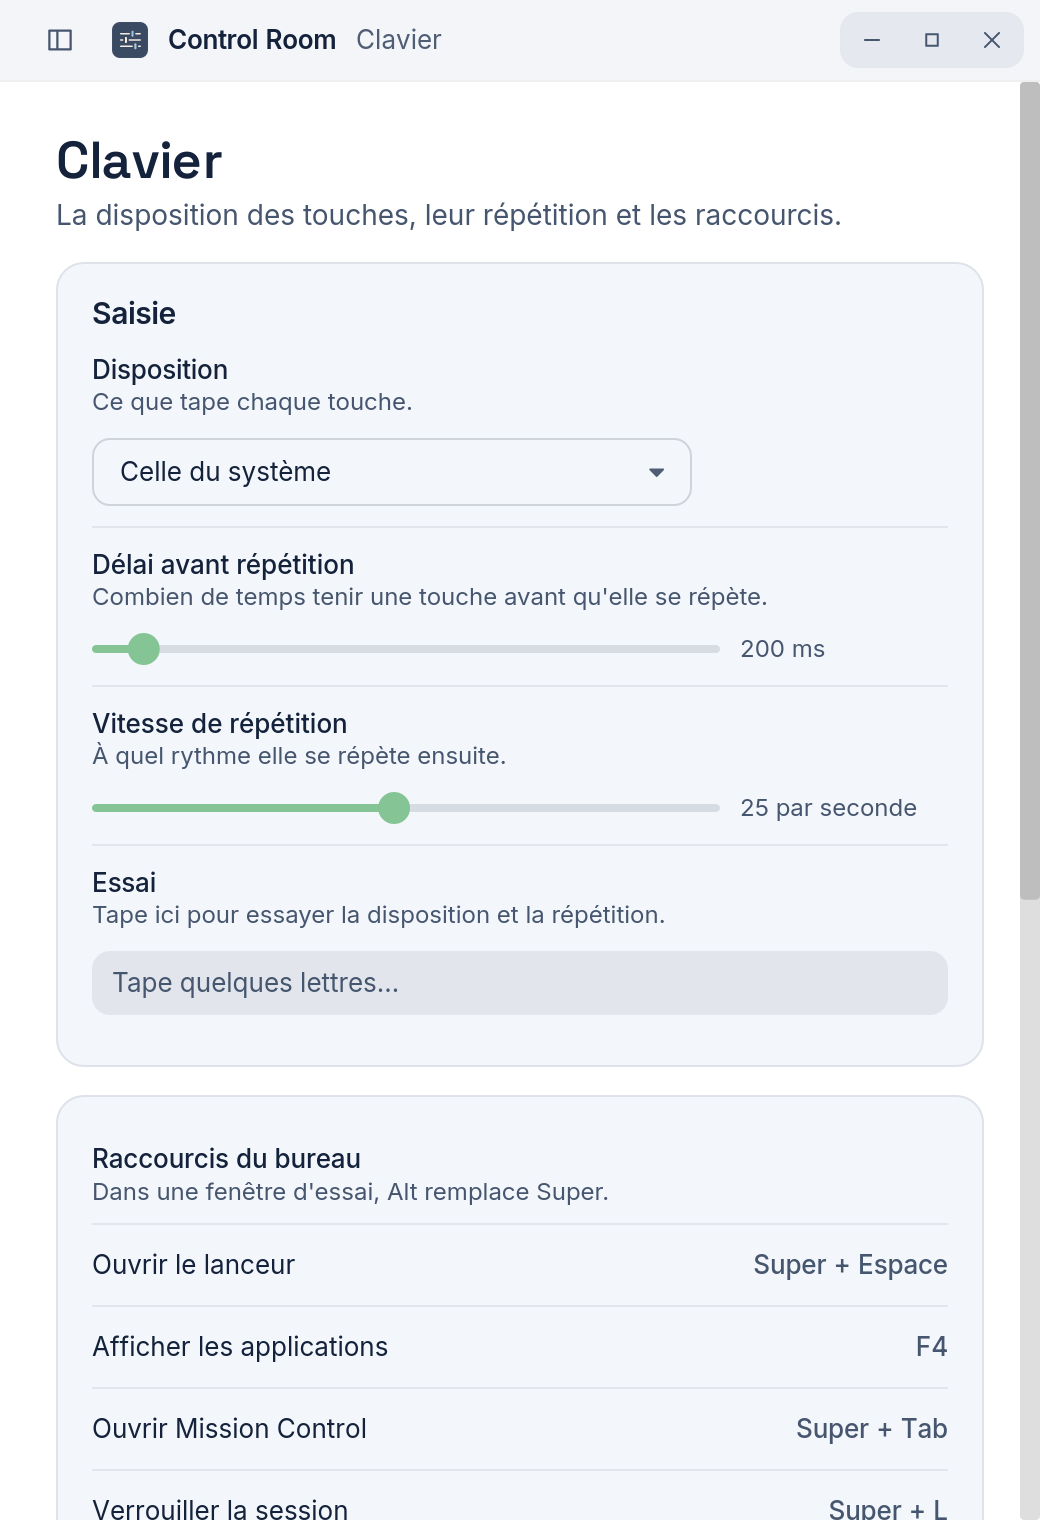 Control Room Clavier
Clavier
La disposition des touches, leur répétition et les raccourcis.
Saisie
Disposition
Ce que tape chaque touche.
Celle du système
Délai avant répétition
Combien de temps tenir une touche avant qu'elle se répète.
200 ms
Vitesse de répétition
À quel rythme elle se répète ensuite.
25 par seconde
Essai
Tape ici pour essayer la disposition et la répétition.
Tape quelques lettres...
Raccourcis du bureau
Dans une fenêtre d'essai, Alt remplace Super.
Ouvrir le lanceur Super + Espace
Afficher les applications F4
Ouvrir Mission Control Super + Tab
Verrouiller la session Super + L